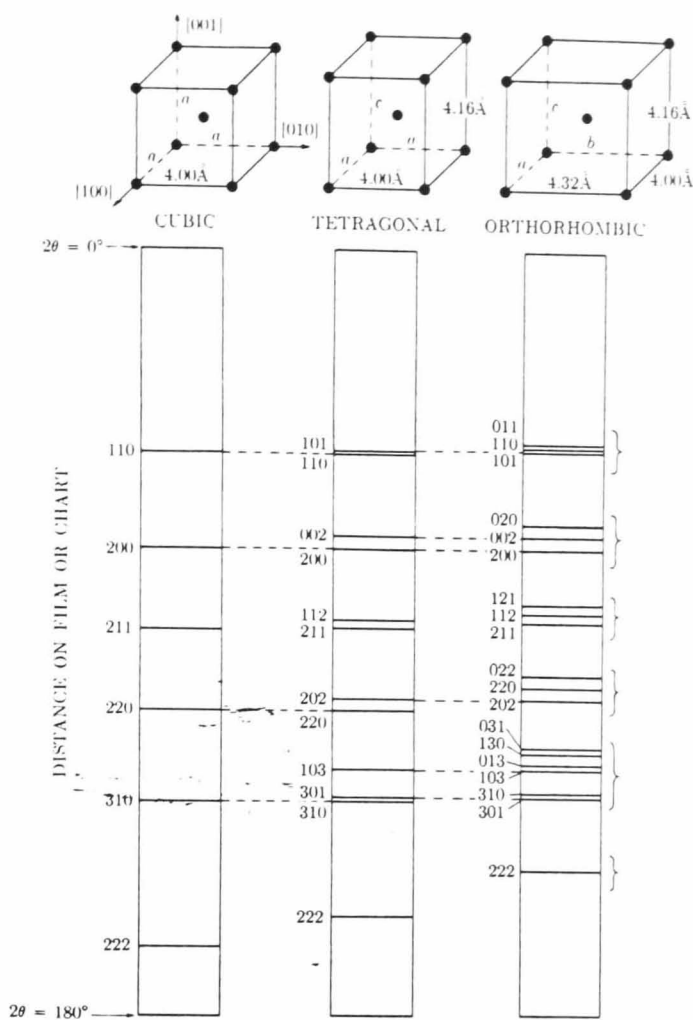 [001]
a
a
[010]
a
4.00Å
[100]
c
a
a
4.16Å
4.00Å
c
b
a
4.16Å
4.32Å
4.00Å
CUBIC
TETRAGONAL
ORTHORHOMBIC
2θ = 0°
DISTANCE ON FILM OR CHART
110
200
211
220
310
222
101
110
002
200
112
211
202
220
103
301
310
222
011
110
101
020
002
200
121
112
211
022
220
202
031
130
013
103
310
301
222
2θ = 180°